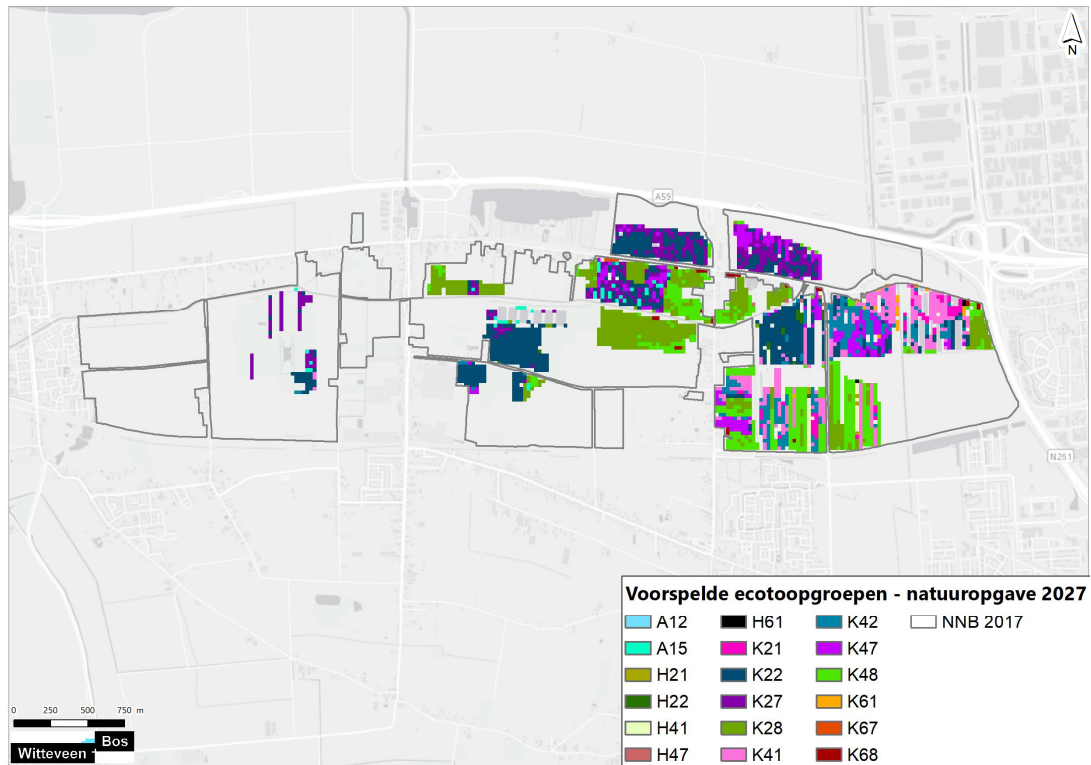 N
A59
N261
Voorspelde ecotoopgroepen - natuuropgave 2027
A12 H61 K42 NNB 2017
A15 K21 K47
H21 K22 K48
H22 K27 K61
H41 K28 K67
H47 K41 K68
0 250 500 750 m
Bos
Witteveen